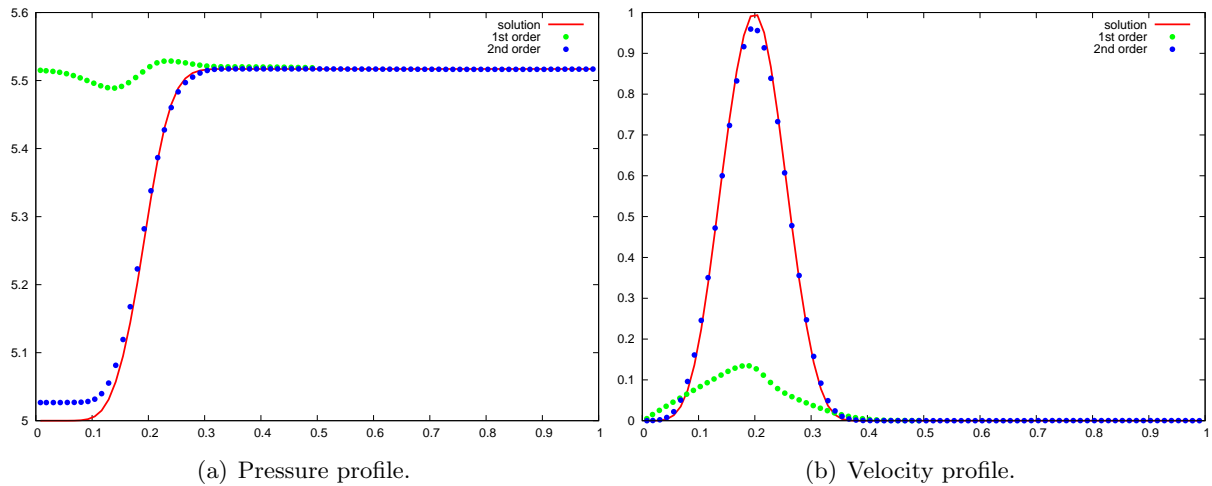 5.6
5.5
5.4
5.3
5.2
5.1
5
0 0.1 0.2 0.3 0.4 0.5 0.6 0.7 0.8 0.9 1
solution
1st order
2nd order
(a) Pressure profile.
1
0.9
0.8
0.7
0.6
0.5
0.4
0.3
0.2
0.1
0
0 0.1 0.2 0.3 0.4 0.5 0.6 0.7 0.8 0.9 1
solution
1st order
2nd order
(b) Velocity profile.